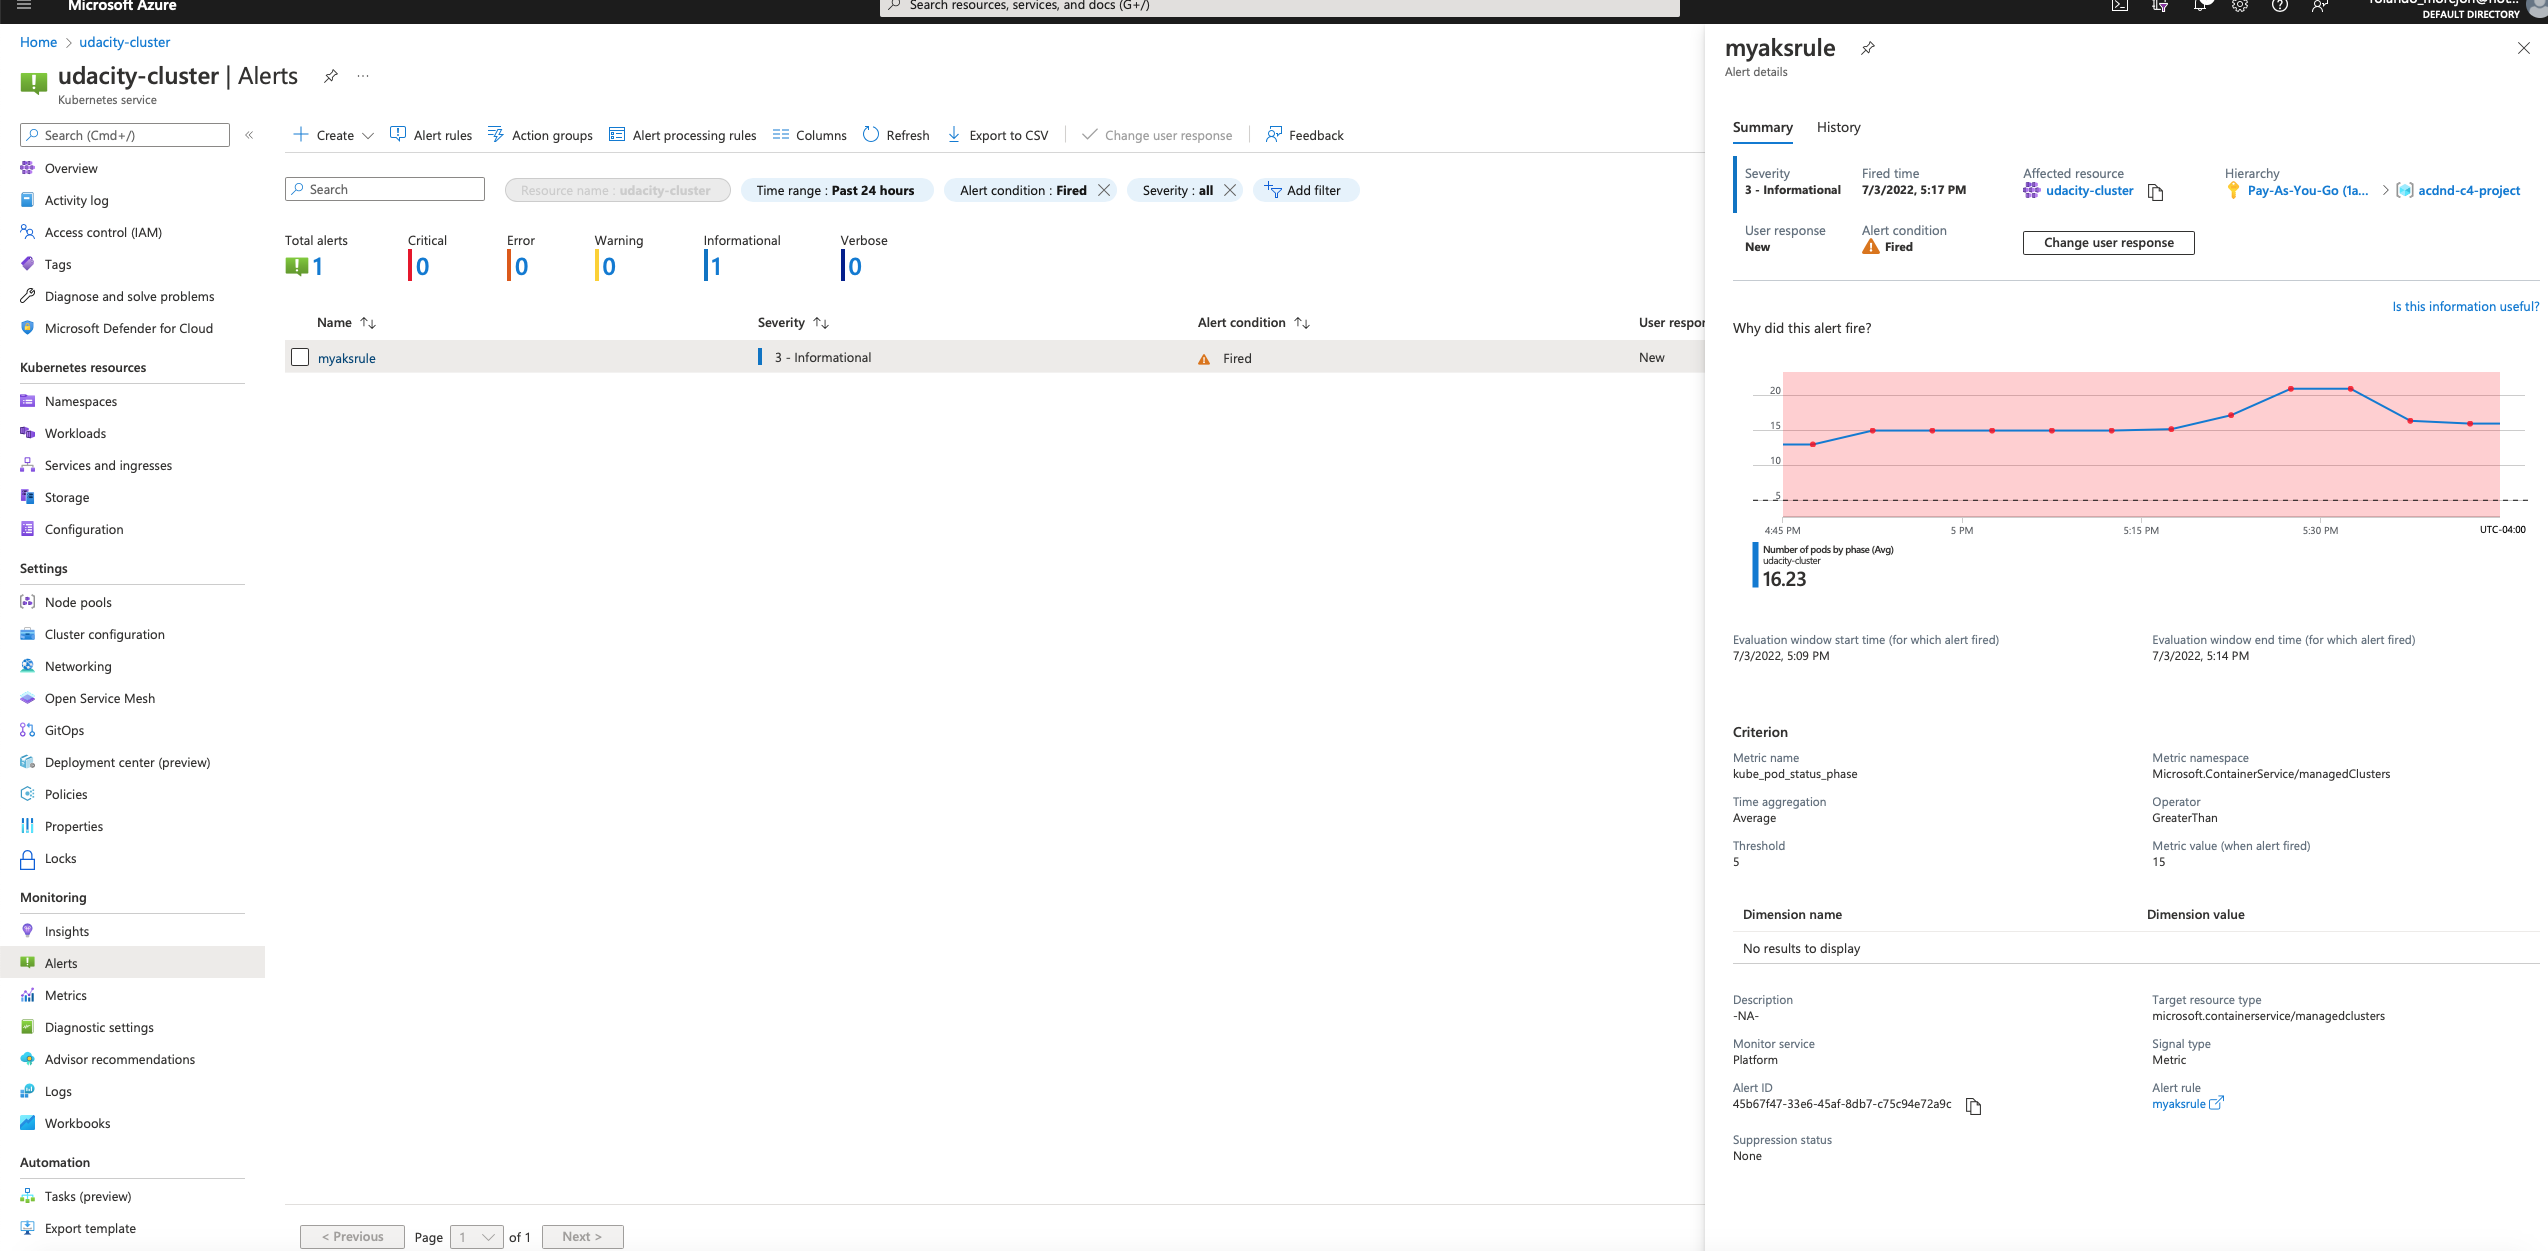 Microsoft Azure
Search resources, services, and docs (G+/)
DEFAULT DIRECTORY
Home > udacity-cluster
udacity-cluster | Alerts
Kubernetes service
Search (Cmd+/)
Overview
Activity log
Access control (IAM)
Tags
Diagnose and solve problems
Microsoft Defender for Cloud
Kubernetes resources
Namespaces
Workloads
Services and ingresses
Storage
Configuration
Settings
Node pools
Cluster configuration
Networking
Open Service Mesh
GitOps
Deployment center (preview)
Policies
Properties
Locks
Monitoring
Insights
Alerts
Metrics
Diagnostic settings
Advisor recommendations
Logs
Workbooks
Automation
Tasks (preview)
Export template
Create Alert rules Action groups Alert processing rules Columns Refresh Export to CSV Change user response Feedback
Search Resource name : udacity-cluster Time range : Past 24 hours Alert condition : Fired Severity : all Add filter
Total alerts Critical Error Warning Informational Verbose
1 0 0 0 1 0
Name Severity Alert condition User respon
myaksrule 3 - Informational Fired New
< Previous Page 1 of 1 Next >
myaksrule
Alert details
Summary History
Severity Fired time Affected resource Hierarchy
3 - Informational 7/3/2022, 5:17 PM udacity-cluster Pay-As-You-Go (1a... > acdnd-c4-project
User response Alert condition
New Fired Change user response
Is this information useful?
Why did this alert fire?
20
15
10
5
4:45 PM 5 PM 5:15 PM 5:30 PM UTC-04:00
Number of pods by phase (Avg)
udacity-cluster
16.23
Evaluation window start time (for which alert fired) Evaluation window end time (for which alert fired)
7/3/2022, 5:09 PM 7/3/2022, 5:14 PM
Criterion
Metric name Metric namespace
kube_pod_status_phase Microsoft.ContainerService/managedClusters
Time aggregation Operator
Average GreaterThan
Threshold Metric value (when alert fired)
5 15
Dimension name Dimension value
No results to display
Description Target resource type
-NA- microsoft.containerservice/managedclusters
Monitor service Signal type
Platform Metric
Alert ID Alert rule
45b67f47-33e6-45af-8db7-c75c94e72a9c myaksrule
Suppression status
None